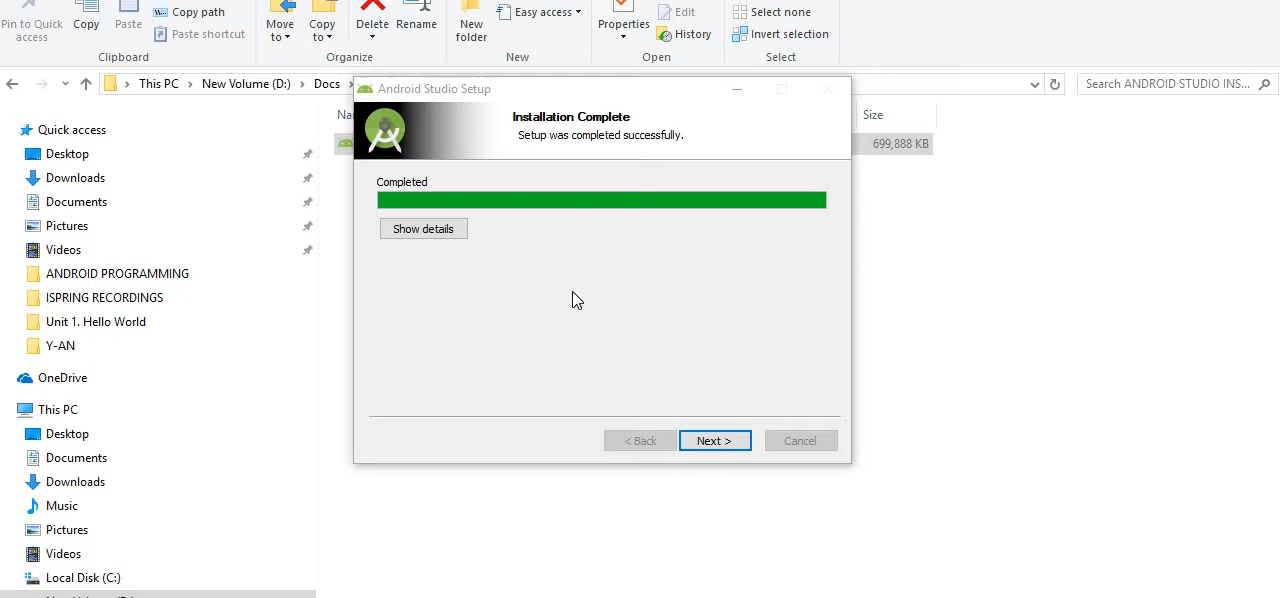 Pin to Quick access
Copy
Paste
Copy path
Paste shortcut
Move to
Copy to
Delete
Rename
New folder
Easy access
Properties
Edit
History
Select none
Invert selection
Clipboard
Organize
New
Open
Select
This PC
New Volume (D:)
Docs
Search ANDROID STUDIO INS...
Size
699,888 KB
Quick access
Desktop
Downloads
Documents
Pictures
Videos
ANDROID PROGRAMMING
ISPRING RECORDINGS
Unit 1. Hello World
Y-AN
OneDrive
This PC
Desktop
Documents
Downloads
Music
Pictures
Videos
Local Disk (C:)
Android Studio Setup
Installation Complete
Setup was completed successfully.
Completed
Show details
< Back
Next >
Cancel